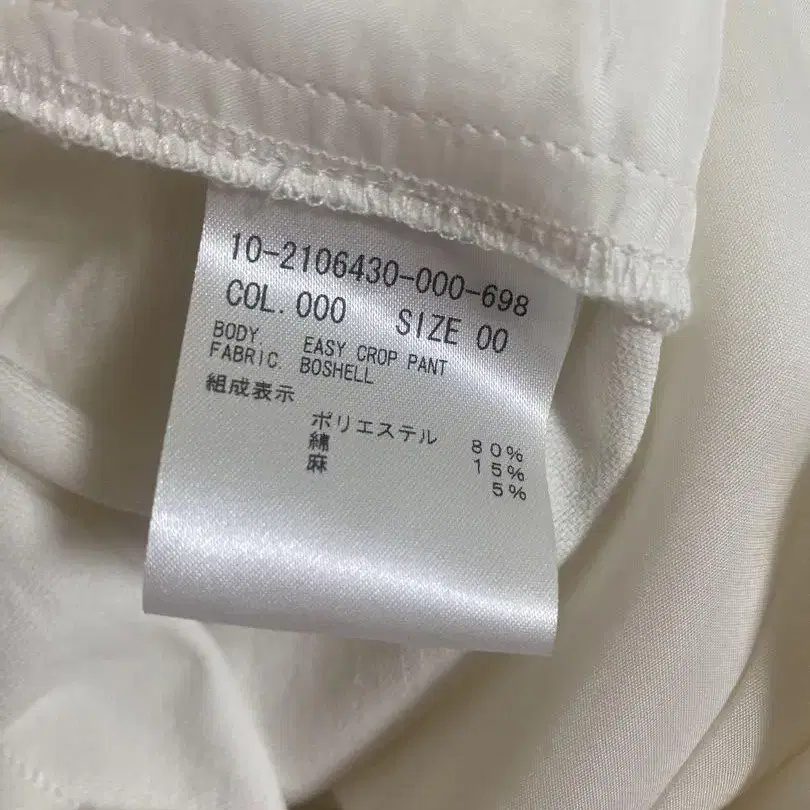 10-2106430-000-698
COL.000 SIZE 00
BODY. EASY CROP PANT
FABRIC. BOSHELL
組成表示
ポリエステル 80%
綿 15%
麻 5%